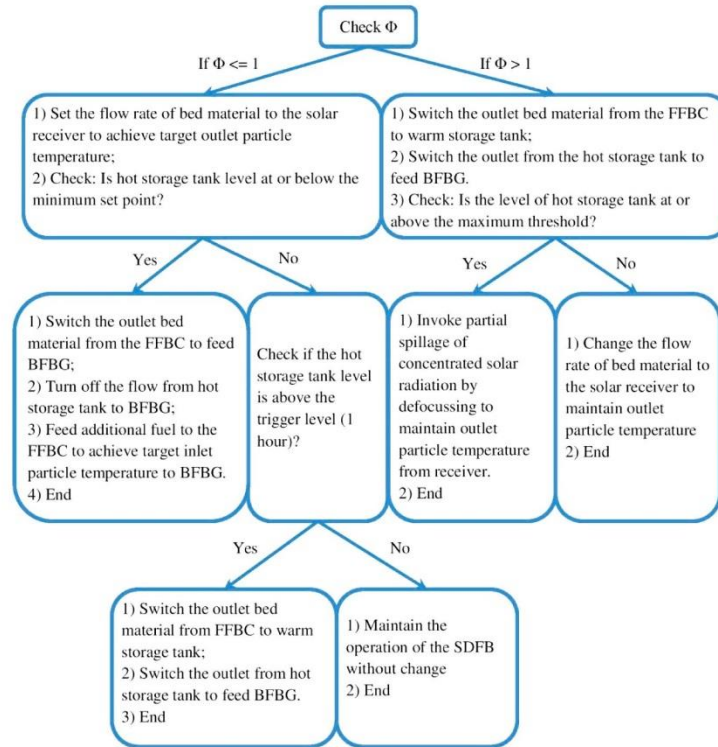 Check Φ
If Φ <= 1
If Φ > 1
1) Set the flow rate of bed material to the solar
receiver to achieve target outlet particle
temperature;
2) Check: Is hot storage tank level at or below the
minimum set point?
1) Switch the outlet bed material from the FFBC
to warm storage tank;
2) Switch the outlet from the hot storage tank to
feed BFBG.
3) Check: Is the level of hot storage tank at or
above the maximum threshold?
Yes
No
Yes
No
1) Switch the outlet bed
material from the FFBC to feed
BFBG;
2) Turn off the flow from hot
storage tank to BFBG;
3) Feed additional fuel to the
FFBC to achieve target inlet
particle temperature to BFBG.
4) End
Check if the hot
storage tank level
is above the
trigger level (1
hour)?
1) Invoke partial
spillage of
concentrated solar
radiation by
defocussing to
maintain outlet
particle temperature
from receiver.
2) End
1) Change the flow
rate of bed material to
the solar receiver to
maintain outlet
particle temperature
2) End
Yes
No
1) Switch the outlet bed
material from FFBC to warm
storage tank;
2) Switch the outlet from hot
storage tank to feed BFBG.
3) End
1) Maintain the
operation of the SDFB
without change
2) End